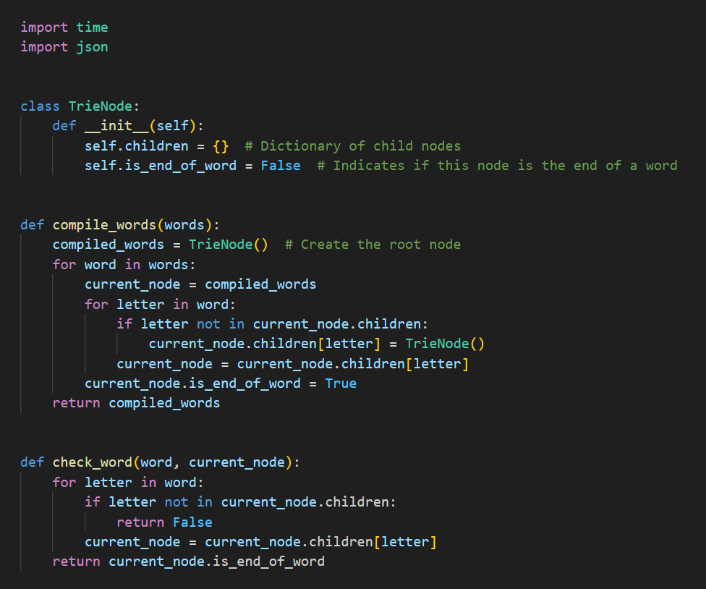 import time
import json
class TrieNode:
    def __init__(self):
        self.children = {}  # Dictionary of child nodes
        self.is_end_of_word = False  # Indicates if this node is the end of a word
def compile_words(words):
    compiled_words = TrieNode()  # Create the root node
    for word in words:
        current_node = compiled_words
        for letter in word:
            if letter not in current_node.children:
                current_node.children[letter] = TrieNode()
            current_node = current_node.children[letter]
        current_node.is_end_of_word = True
    return compiled_words
def check_word(word, current_node):
    for letter in word:
        if letter not in current_node.children:
            return False
        current_node = current_node.children[letter]
    return current_node.is_end_of_word